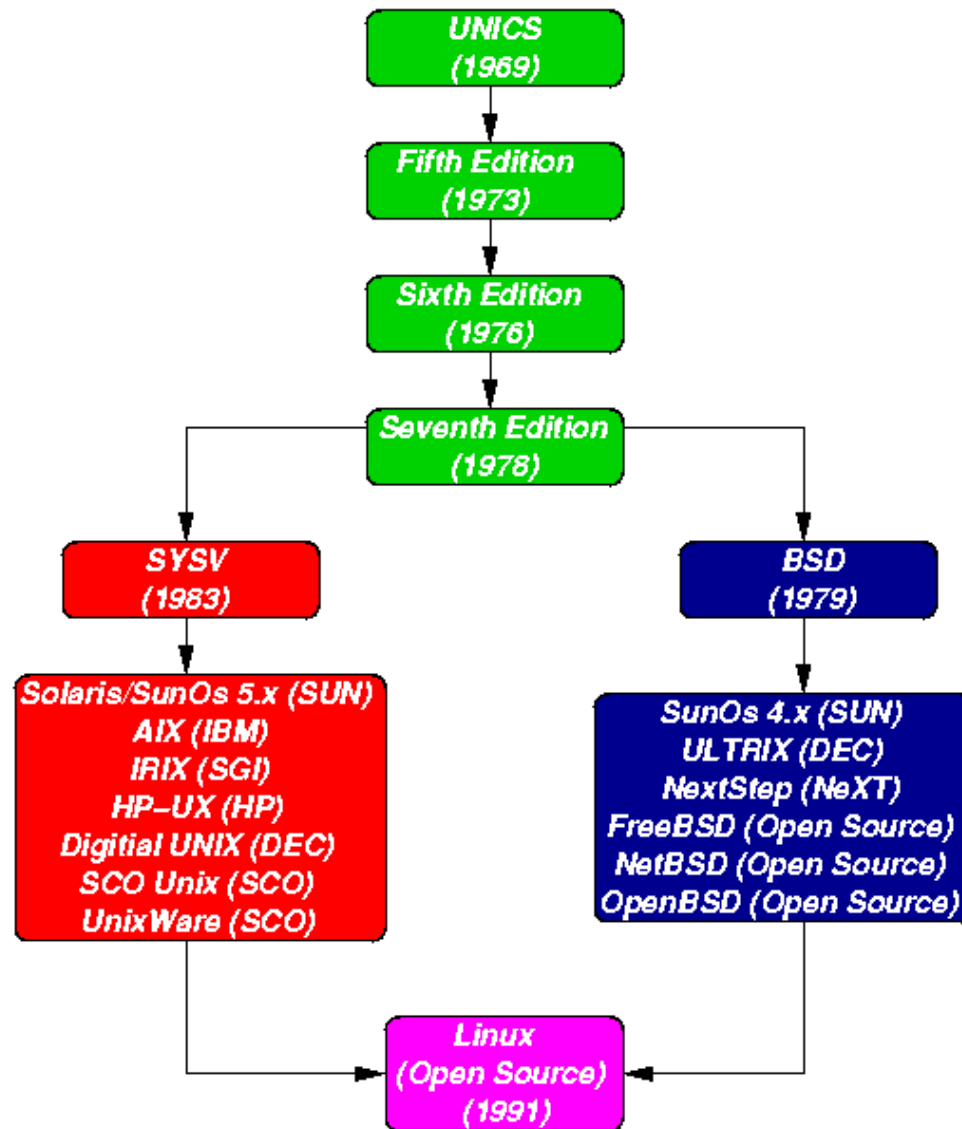 UNICS
(1969)
Fifth Edition
(1973)
Sixth Edition
(1976)
Seventh Edition
(1978)
SYSV
(1983)
BSD
(1979)
Solaris/SunOs 5.x (SUN)
AIX (IBM)
IRIX (SGI)
HP-UX (HP)
Digitial UNIX (DEC)
SCO Unix (SCO)
UnixWare (SCO)
SunOs 4.x (SUN)
ULTRIX (DEC)
NextStep (NeXT)
FreeBSD (Open Source)
NetBSD (Open Source)
OpenBSD (Open Source)
Linux
(Open Source)
(1991)